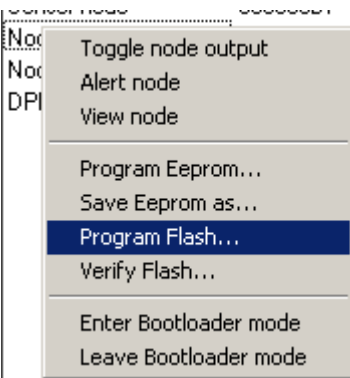 Toggle node output
Alert node
View node
Program Eeprom...
Save Eeprom as...
Program Flash...
Verify Flash...
Enter Bootloader mode
Leave Bootloader mode